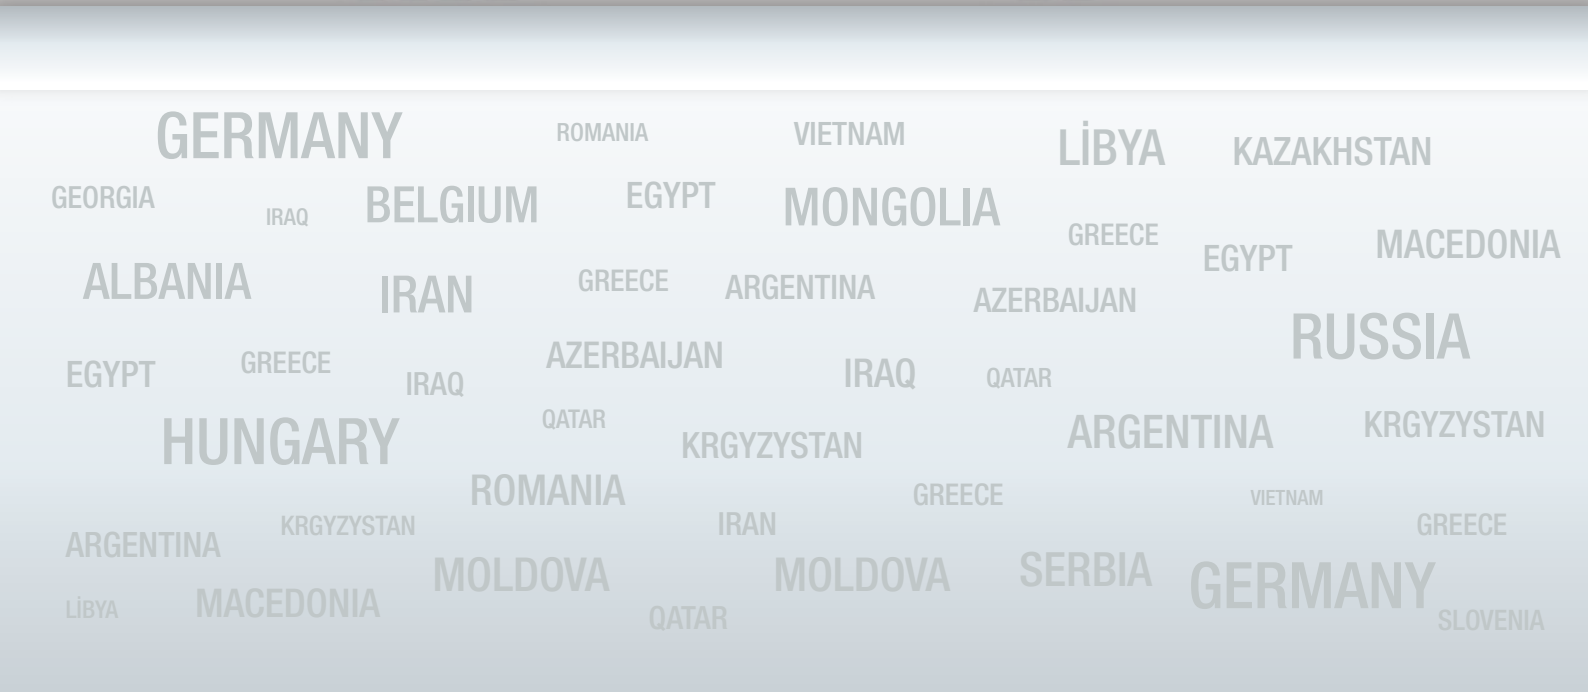 GERMANY ROMANIA VIETNAM LİBYA KAZAKHSTAN
GEORGIA IRAQ BELGIUM EGYPT MONGOLIA GREECE EGYPT MACEDONIA
ALBANIA IRAN GREECE ARGENTINA AZERBAIJAN RUSSIA
EGYPT GREECE IRAQ AZERBAIJAN IRAQ QATAR
HUNGARY QATAR KRGYZYSTAN ARGENTINA KRGYZYSTAN
ROMANIA GREECE VIETNAM
ARGENTINA KRGYZYSTAN IRAN GREECE
MOLDOVA MOLDOVA SERBIA GERMANY
LİBYA MACEDONIA QATAR SLOVENIA